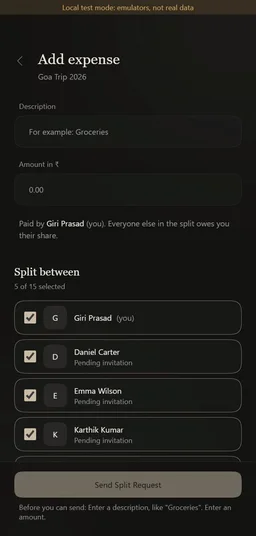 Local test mode: emulators, not real data
Add expense
Goa Trip 2026
Description
For example: Groceries
Amount in ₹
0.00
Paid by Giri Prasad (you). Everyone else in the split owes you
their share.
Split between
5 of 15 selected
G
Giri Prasad (you)
D
Daniel Carter
Pending invitation
E
Emma Wilson
Pending invitation
K
Karthik Kumar
Pending invitation
Send Split Request
Before you can send: Enter a description, like "Groceries". Enter an
amount.